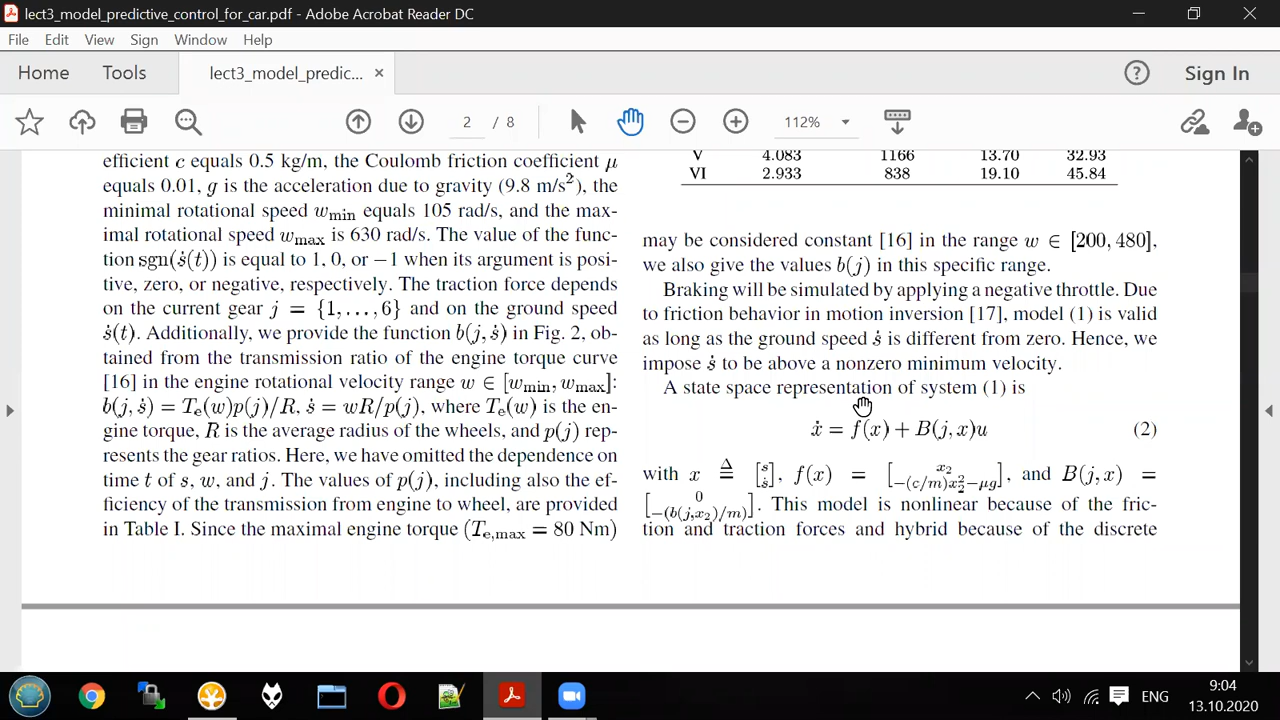 lect3_model_predictive_control_for_car.pdf - Adobe Acrobat Reader DC
File Edit View Sign Window Help
Home Tools lect3_model_predic... ×
? Sign In
2 / 8 112%
efficient c equals 0.5 kg/m, the Coulomb friction coefficient μ
equals 0.01, g is the acceleration due to gravity (9.8 m/s²), the
minimal rotational speed w_min equals 105 rad/s, and the max-
imal rotational speed w_max is 630 rad/s. The value of the func-
tion sgn(ṡ(t)) is equal to 1, 0, or −1 when its argument is posi-
tive, zero, or negative, respectively. The traction force depends
on the current gear j = {1,...,6} and on the ground speed
ṡ(t). Additionally, we provide the function b(j, ṡ) in Fig. 2, ob-
tained from the transmission ratio of the engine torque curve
[16] in the engine rotational velocity range w ∈ [w_min, w_max]:
b(j, ṡ) = T_e(w)p(j)/R, ṡ = wR/p(j), where T_e(w) is the en-
gine torque, R is the average radius of the wheels, and p(j) rep-
resents the gear ratios. Here, we have omitted the dependence on
time t of s, w, and j. The values of p(j), including also the ef-
ficiency of the transmission from engine to wheel, are provided
in Table I. Since the maximal engine torque (T_e,max = 80 Nm)
V 4.083 1166 13.70 32.93
VI 2.933 838 19.10 45.84
may be considered constant [16] in the range w ∈ [200, 480],
we also give the values b(j) in this specific range.
Braking will be simulated by applying a negative throttle. Due
to friction behavior in motion inversion [17], model (1) is valid
as long as the ground speed ṡ is different from zero. Hence, we
impose ṡ to be above a nonzero minimum velocity.
A state space representation of system (1) is
ẋ = f(x) + B(j, x)u (2)
with x ≜ [s ṡ], f(x) = [x₂ −(c/m)x₂²−μg], and B(j, x) =
[0 −(b(j,x₂)/m)]. This model is nonlinear because of the fric-
tion and traction forces and hybrid because of the discrete
ENG
9:04
13.10.2020